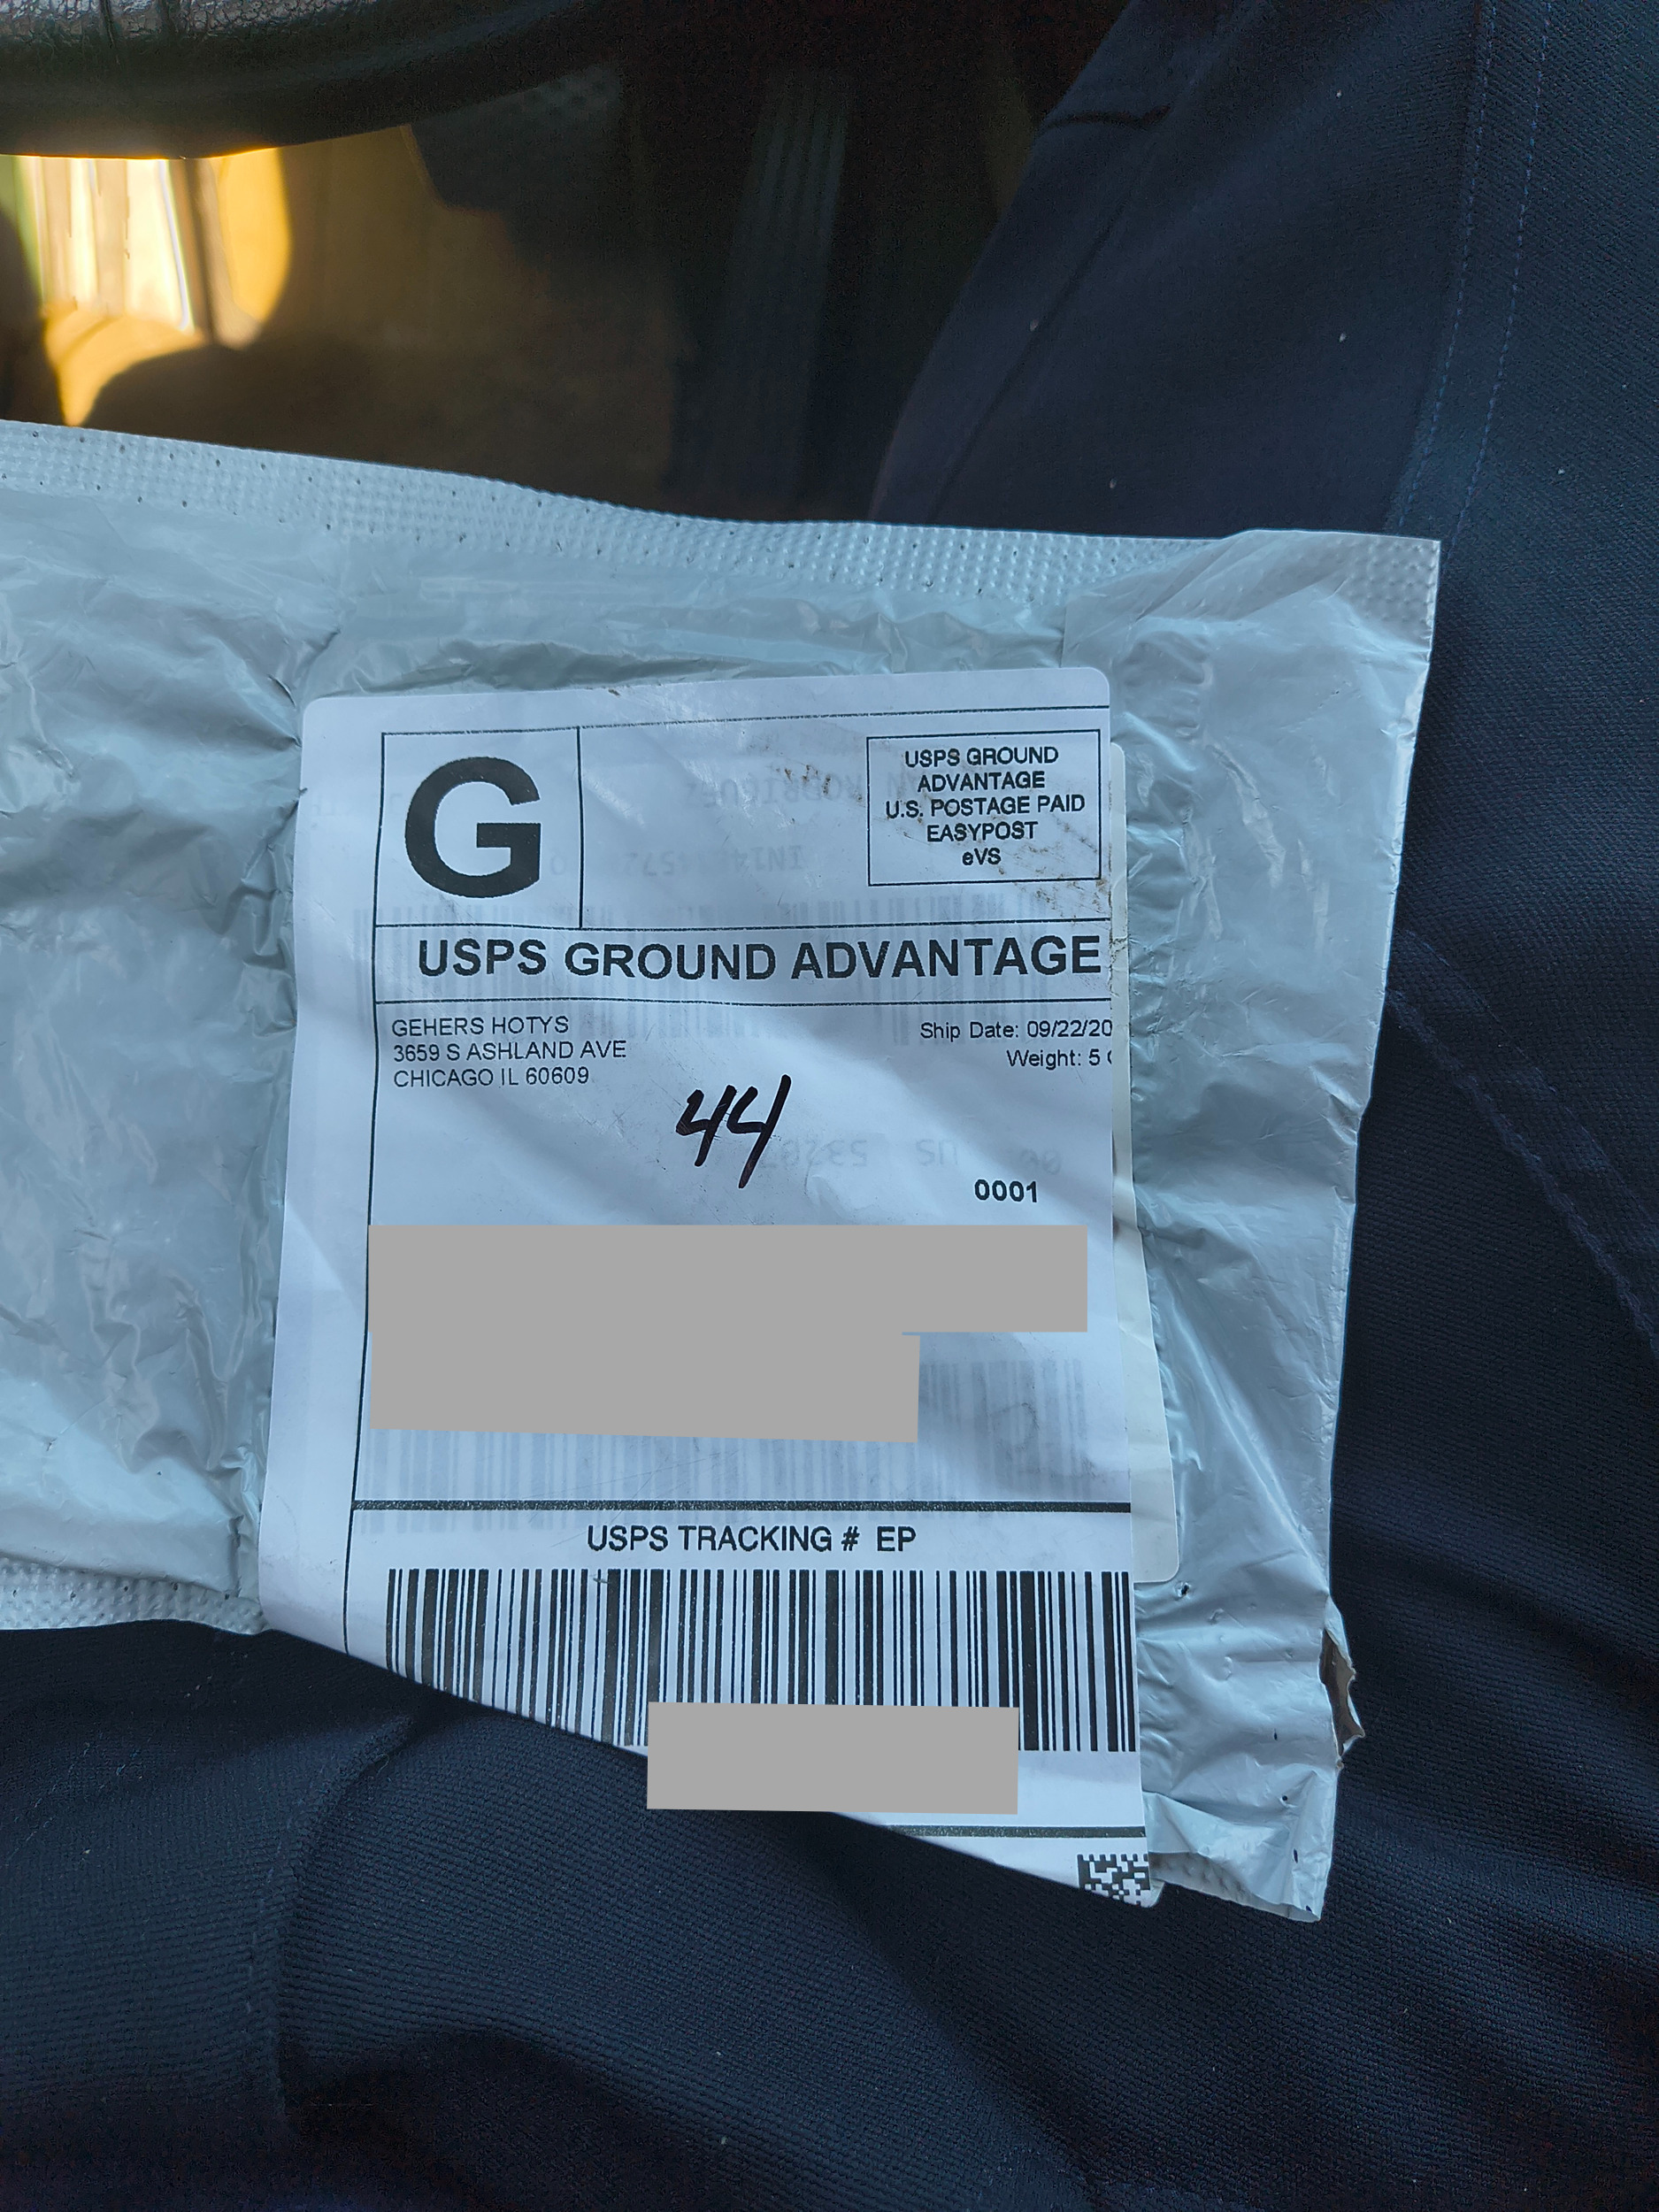 G
USPS GROUND
ADVANTAGE
U.S. POSTAGE PAID
EASYPOST
eVS
USPS GROUND ADVANTAGE
GEHERS HOTYS
3659 S ASHLAND AVE
CHICAGO IL 60609
Ship Date: 09/22/20
Weight: 5
44
0001
USPS TRACKING # EP